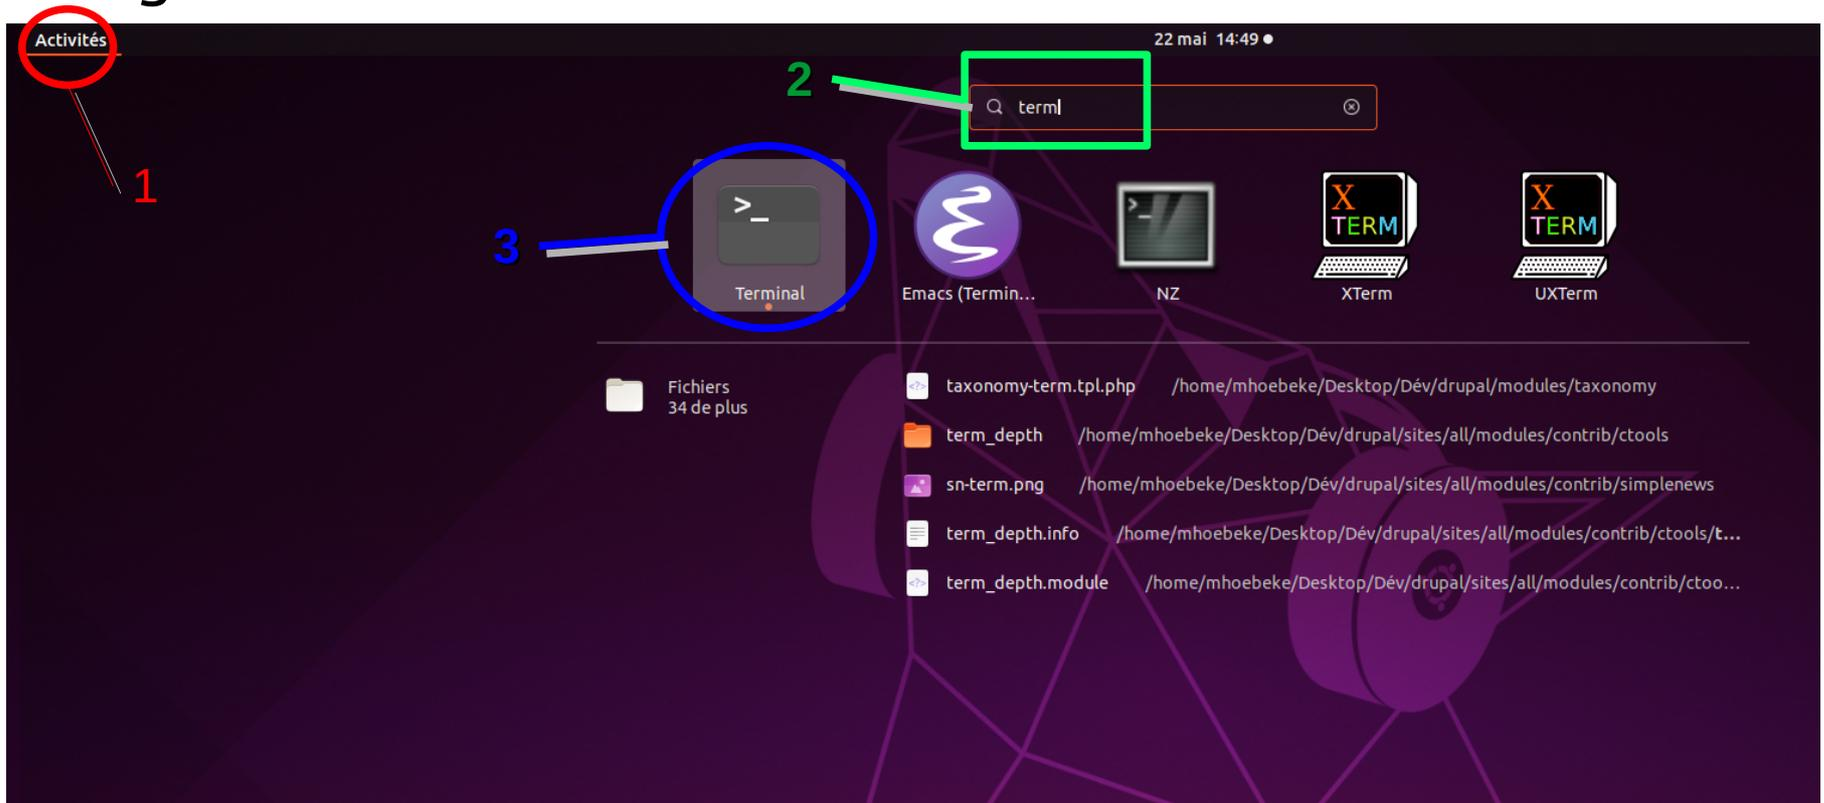 Activités
22 mai 14:49
1
2
term
3
>_
Terminal
Emacs (Termin...
>_
NZ
X
TERM
XTerm
X
TERM
UXTerm
Fichiers
34 de plus
taxonomy-term.tpl.php /home/mhoebeke/Desktop/Dév/drupal/modules/taxonomy
term_depth /home/mhoebeke/Desktop/Dév/drupal/sites/all/modules/contrib/ctools
sn-term.png /home/mhoebeke/Desktop/Dév/drupal/sites/all/modules/contrib/simplenews
term_depth.info /home/mhoebeke/Desktop/Dév/drupal/sites/all/modules/contrib/ctools/t...
term_depth.module /home/mhoebeke/Desktop/Dév/drupal/sites/all/modules/contrib/ctoo...